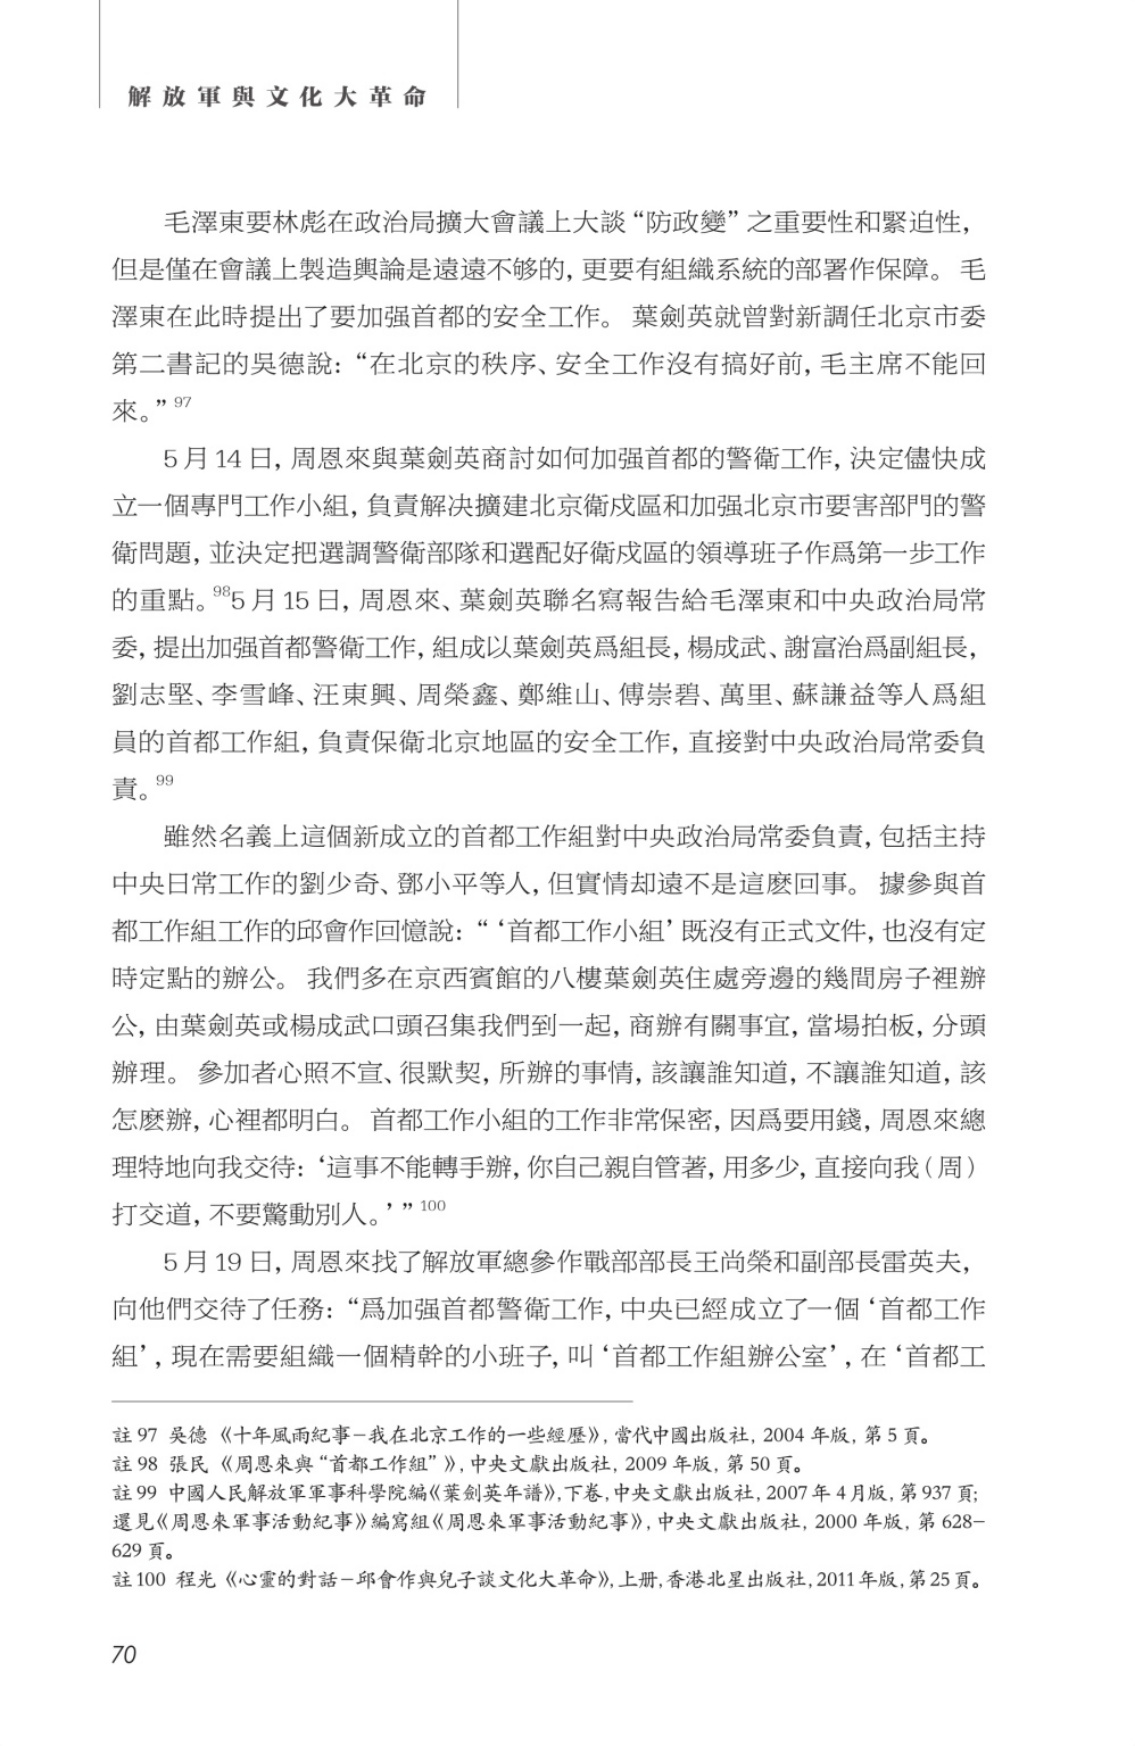 解放軍與文化大革命
毛澤東要林彪在政治局擴大會議上大談“防政變”之重要性和緊迫性，
但是僅在會議上製造輿論是遠遠不够的，更要有組織系統的部署作保障。毛
澤東在此時提出了要加强首都的安全工作。葉劍英就曾對新調任北京市委
第二書記的吳德說：“在北京的秩序、安全工作沒有搞好前，毛主席不能回
來。”97
5月14日，周恩來與葉劍英商討如何加强首都的警衛工作，決定儘快成
立一個專門工作小組，負責解决擴建北京衛戍區和加强北京市要害部門的警
衛問題，並決定把選調警衛部隊和選配好衛戍區的領導班子作爲第一步工作
的重點。985月15日，周恩來、葉劍英聯名寫報告給毛澤東和中央政治局常
委，提出加强首都警衛工作，組成以葉劍英爲組長，楊成武、謝富治爲副組長，
劉志堅、李雪峰、汪東興、周榮鑫、鄭維山、傅崇碧、萬里、蘇謙益等人爲組
員的首都工作組，負責保衛北京地區的安全工作，直接對中央政治局常委負
責。99
雖然名義上這個新成立的首都工作組對中央政治局常委負責，包括主持
中央日常工作的劉少奇、鄧小平等人，但實情却遠不是這麽回事。據參與首
都工作組工作的邱會作回憶說：“‘首都工作小組’既沒有正式文件，也沒有定
時定點的辦公。我們多在京西賓館的八樓葉劍英住處旁邊的幾間房子裡辦
公，由葉劍英或楊成武口頭召集我們到一起，商辦有關事宜，當場拍板，分頭
辦理。參加者心照不宣、很默契，所辦的事情，該讓誰知道，不讓誰知道，該
怎麽辦，心裡都明白。首都工作小組的工作非常保密，因爲要用錢，周恩來總
理特地向我交待：‘這事不能轉手辦，你自己親自管著，用多少，直接向我（周）
打交道，不要驚動別人。’”100
5月19日，周恩來找了解放軍總參作戰部部長王尚榮和副部長雷英夫，
向他們交待了任務：“爲加强首都警衛工作，中央已經成立了一個‘首都工作
組’，現在需要組織一個精幹的小班子，叫‘首都工作組辦公室’，在‘首都工
註97 吳德《十年風雨紀事－我在北京工作的一些經歷》，當代中國出版社，2004年版，第5頁。
註98 張民《周恩來與“首都工作組”》，中央文獻出版社，2009年版，第50頁。
註99 中國人民解放軍軍事科學院編《葉劍英年譜》，下卷，中央文獻出版社，2007年4月版，第937頁；
還見《周恩來軍事活動紀事》編寫組《周恩來軍事活動紀事》，中央文獻出版社，2000年版，第628－
629頁。
註100 程光《心靈的對話－邱會作與兒子談文化大革命》，上册，香港北星出版社，2011年版，第25頁。
70